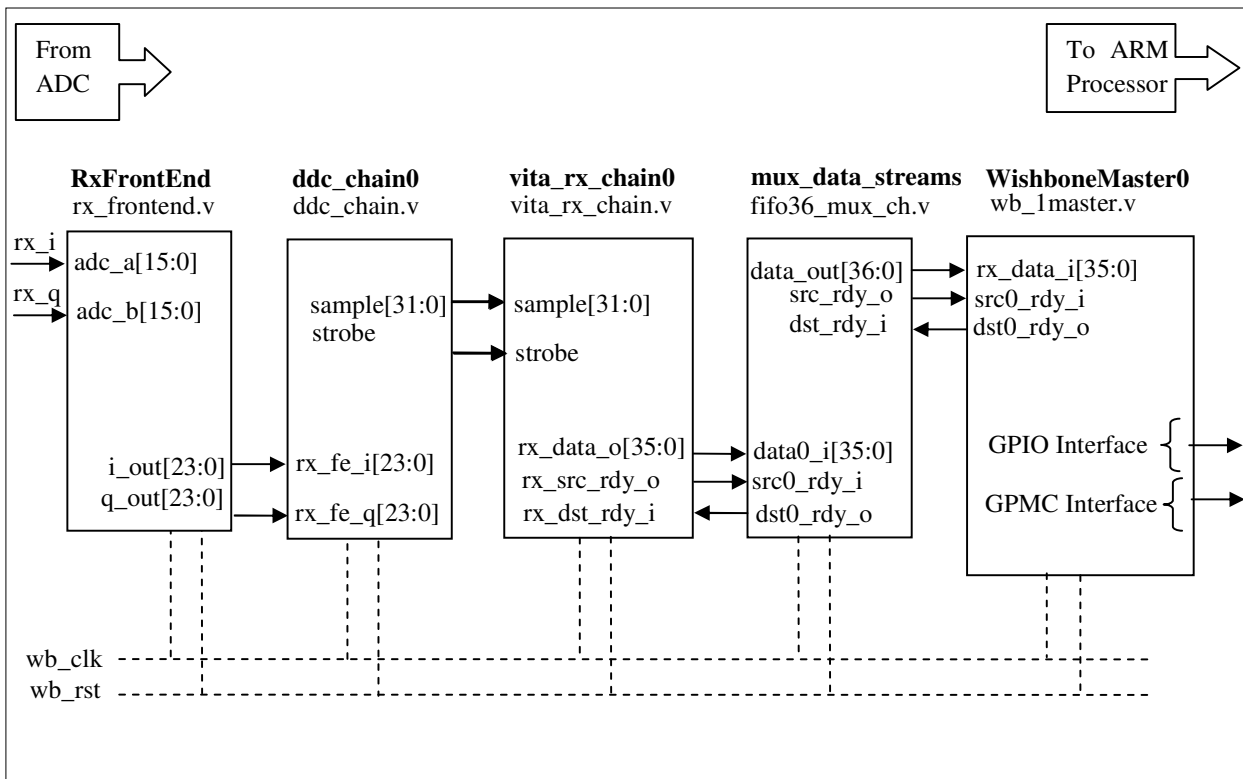 From
ADC
To ARM
Processor
RxFrontEnd
rx_frontend.v
ddc_chain0
ddc_chain.v
vita_rx_chain0
vita_rx_chain.v
mux_data_streams
fifo36_mux_ch.v
WishboneMaster0
wb_1master.v
rx_i
rx_q
adc_a[15:0]
adc_b[15:0]
i_out[23:0]
q_out[23:0]
sample[31:0]
strobe
rx_fe_i[23:0]
rx_fe_q[23:0]
sample[31:0]
strobe
rx_data_o[35:0]
rx_src_rdy_o
rx_dst_rdy_i
data_out[36:0]
src_rdy_o
dst_rdy_i
data0_i[35:0]
src0_rdy_i
dst0_rdy_o
rx_data_i[35:0]
src0_rdy_i
dst0_rdy_o
GPIO Interface
GPMC Interface
wb_clk
wb_rst